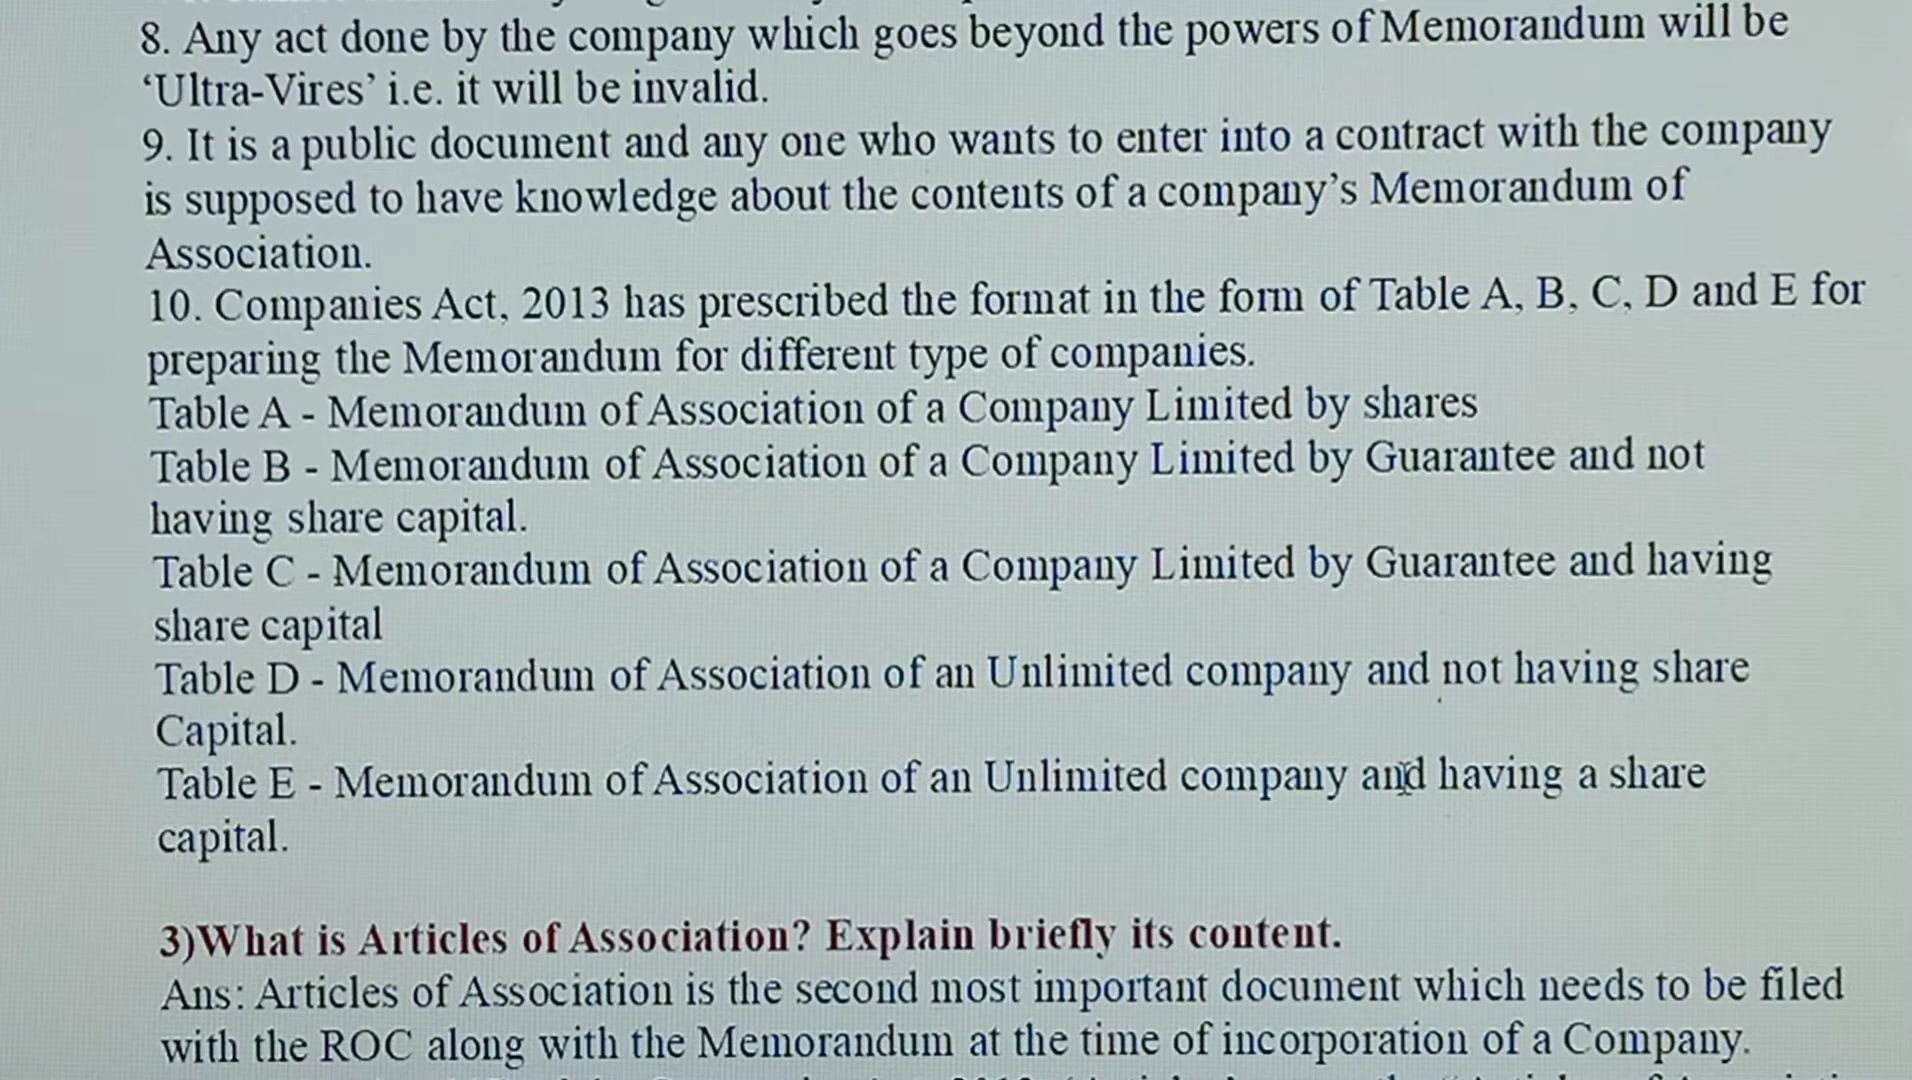 8. Any act done by the company which goes beyond the powers of Memorandum will be
‘Ultra-Vires’ i.e. it will be invalid.
9. It is a public document and any one who wants to enter into a contract with the company
is supposed to have knowledge about the contents of a company’s Memorandum of
Association.
10. Companies Act, 2013 has prescribed the format in the form of Table A, B, C, D and E for
preparing the Memorandum for different type of companies.
Table A - Memorandum of Association of a Company Limited by shares
Table B - Memorandum of Association of a Company Limited by Guarantee and not
having share capital.
Table C - Memorandum of Association of a Company Limited by Guarantee and having
share capital
Table D - Memorandum of Association of an Unlimited company and not having share
Capital.
Table E - Memorandum of Association of an Unlimited company and having a share
capital.
3)What is Articles of Association? Explain briefly its content.
Ans: Articles of Association is the second most important document which needs to be filed
with the ROC along with the Memorandum at the time of incorporation of a Company.